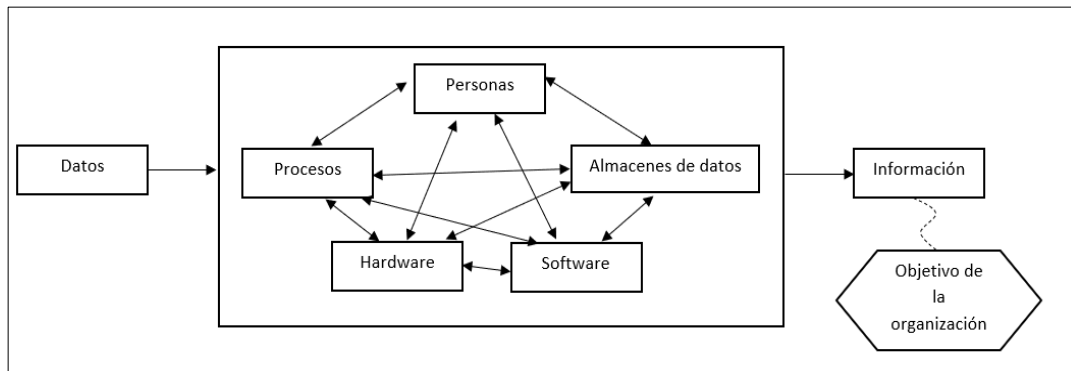 Personas
Datos
Procesos
Almacenes de datos
Información
Hardware
Software
Objetivo de
la
organización